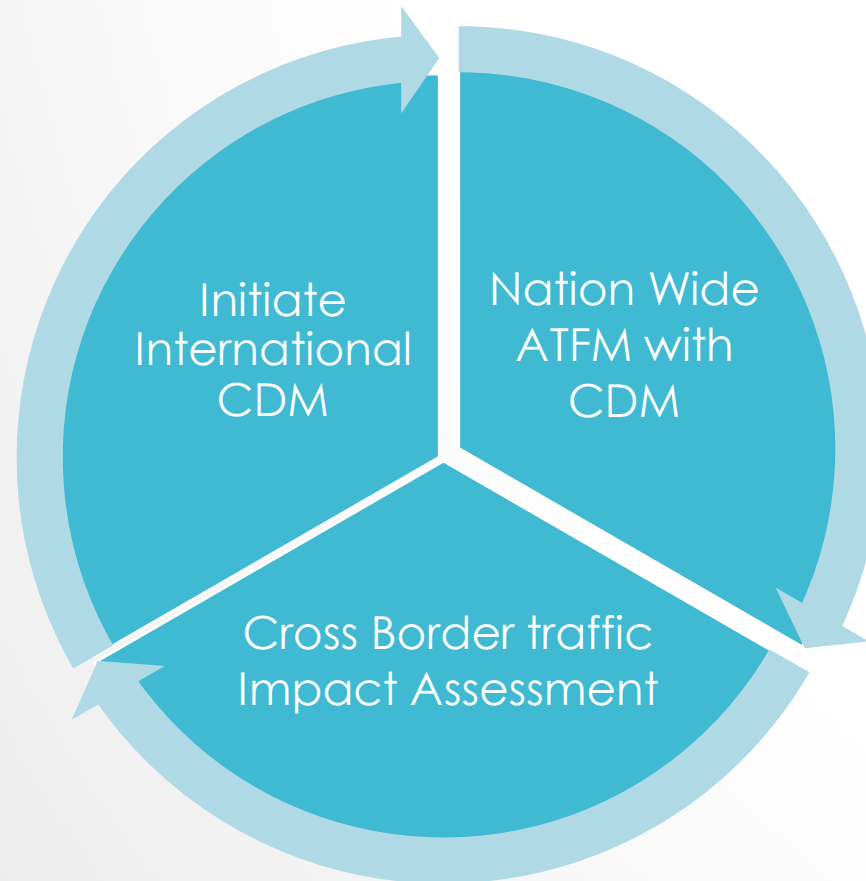 Initiate
International
CDM
Nation Wide
ATFM with
CDM
Cross Border traffic
Impact Assessment